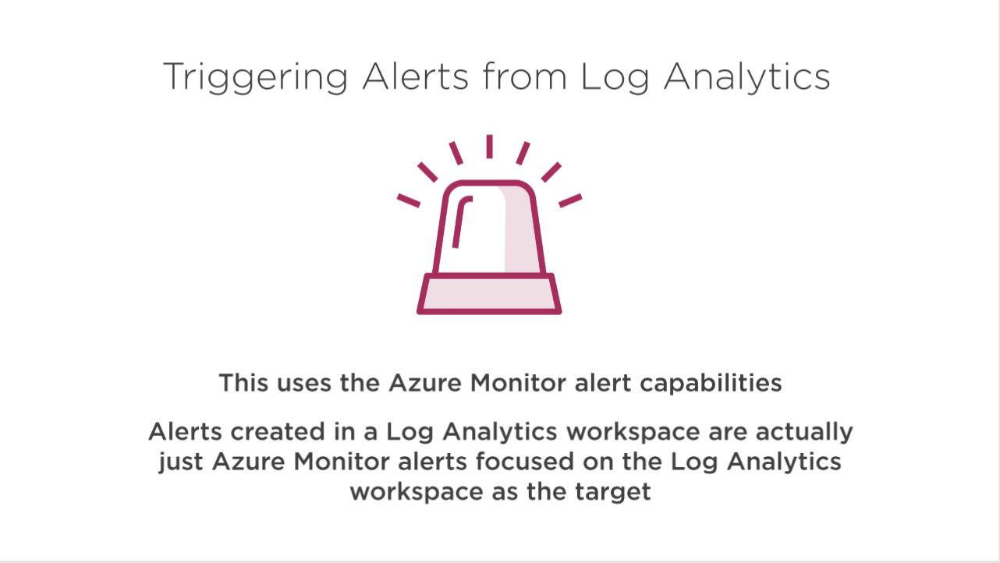 Triggering Alerts from Log Analytics
This uses the Azure Monitor alert capabilities
Alerts created in a Log Analytics workspace are actually
just Azure Monitor alerts focused on the Log Analytics
workspace as the target